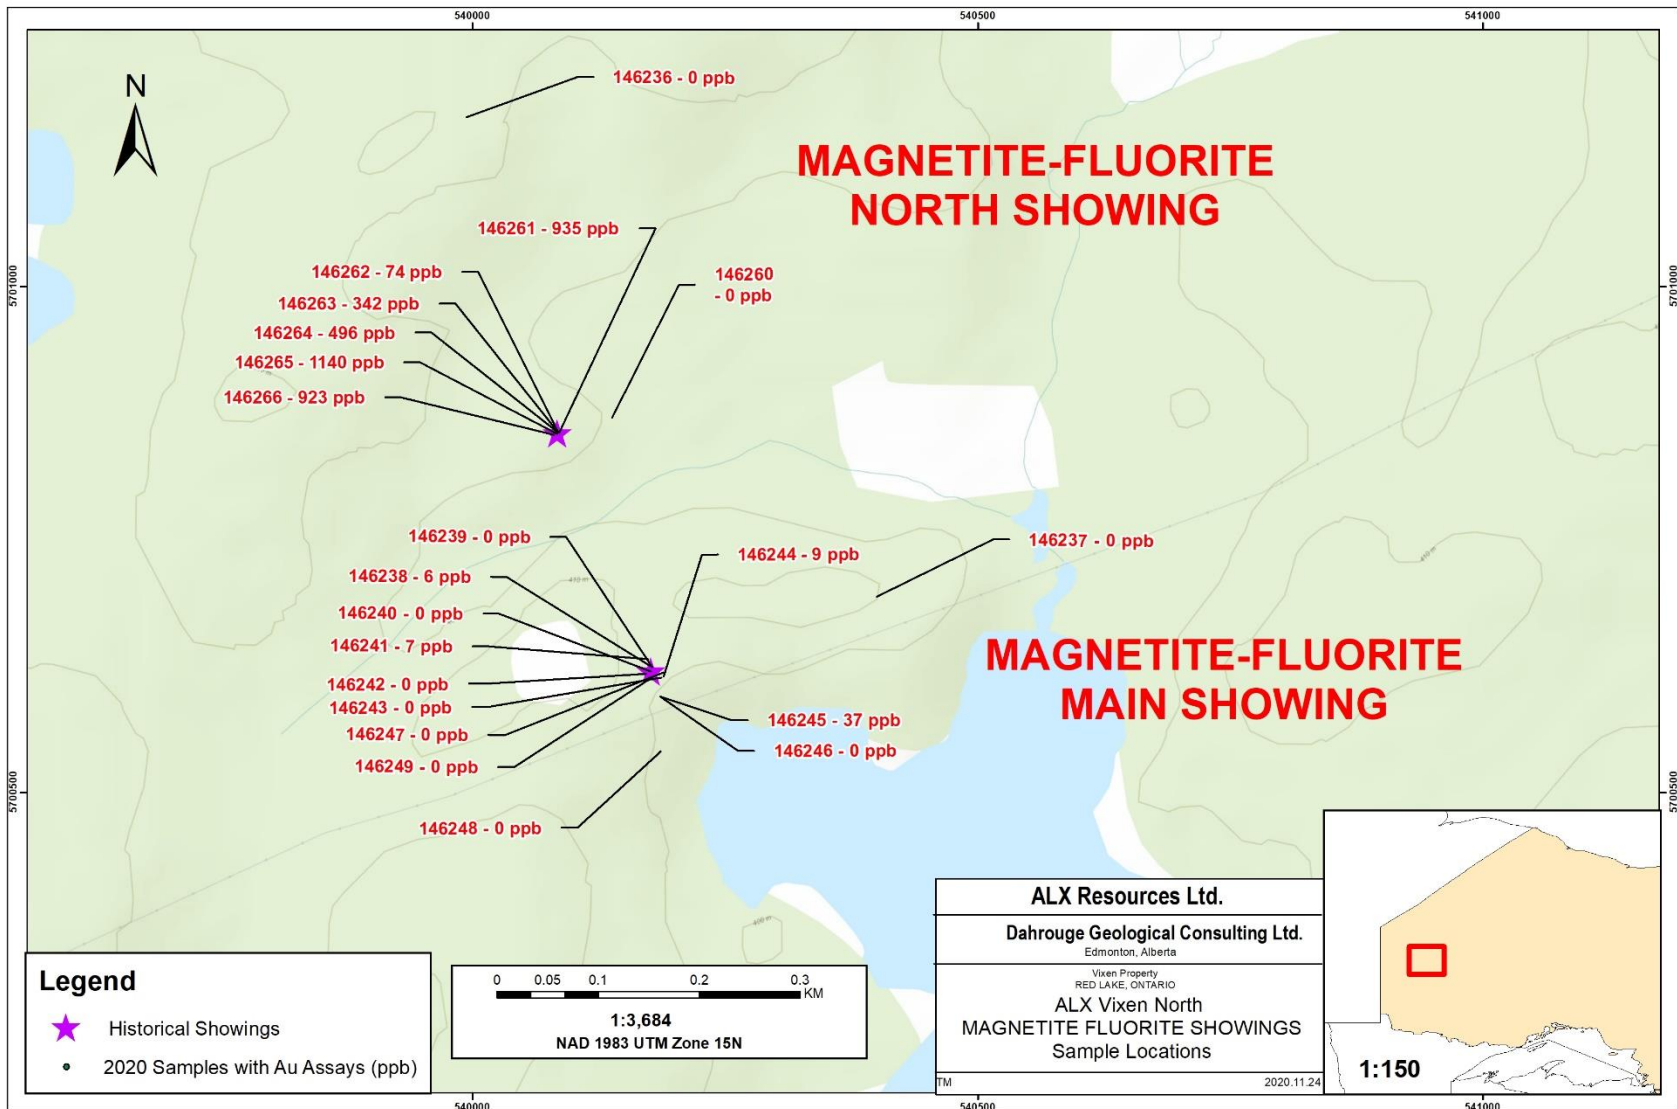 540000
540500
541000
N
146236 - 0 ppb
MAGNETITE-FLUORITE
NORTH SHOWING
146261 - 935 ppb
146262 - 74 ppb
146260
- 0 ppb
5701000
5701000
146263 - 342 ppb
146264 - 496 ppb
146265 - 1140 ppb
146266 - 923 ppb
146239 - 0 ppb
146244 - 9 ppb
146237 - 0 ppb
410 m
410 m
146238 - 6 ppb
146240 - 0 ppb
146241 - 7 ppb
MAGNETITE-FLUORITE
MAIN SHOWING
146242 - 0 ppb
146243 - 0 ppb
146245 - 37 ppb
146247 - 0 ppb
146246 - 0 ppb
146249 - 0 ppb
5700500
5700500
146248 - 0 ppb
Legend
Historical Showings
2020 Samples with Au Assays (ppb)
0 0.05 0.1 0.2 0.3
KM
1:3,684
NAD 1983 UTM Zone 15N
ALX Resources Ltd.
Dahrouge Geological Consulting Ltd.
Edmonton, Alberta
Vixen Property
RED LAKE, ONTARIO
ALX Vixen North
MAGNETITE FLUORITE SHOWINGS
Sample Locations
TM
2020.11.24
1:150
540000
540500
541000